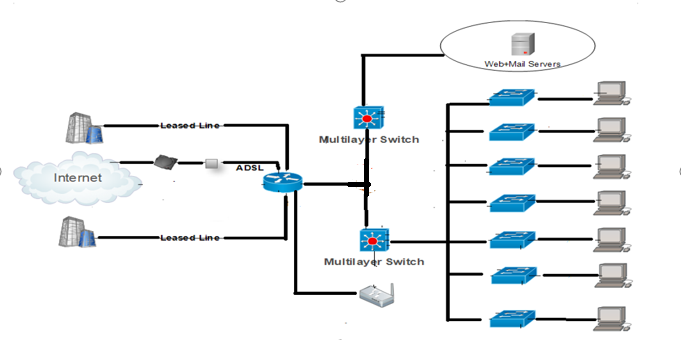 Web+Mail Servers
Leased Line
Multilayer Switch
Internet
ADSL
Leased Line
Multilayer Switch